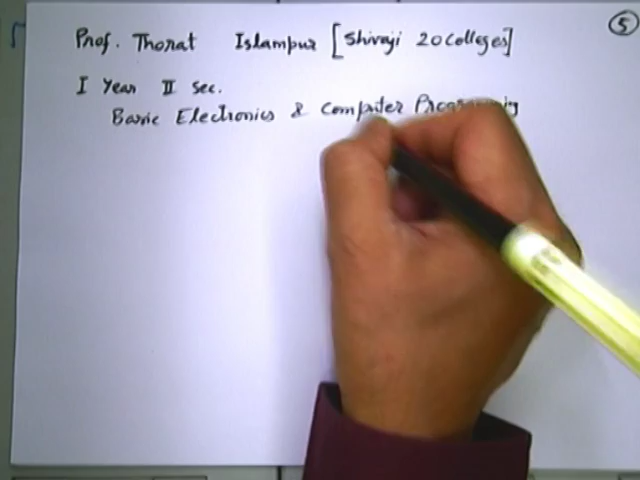 5
Prof. Thorat Islampur [Shivaji 20 Colleges]
I Year II Sec.
Basic Electronics & Computer